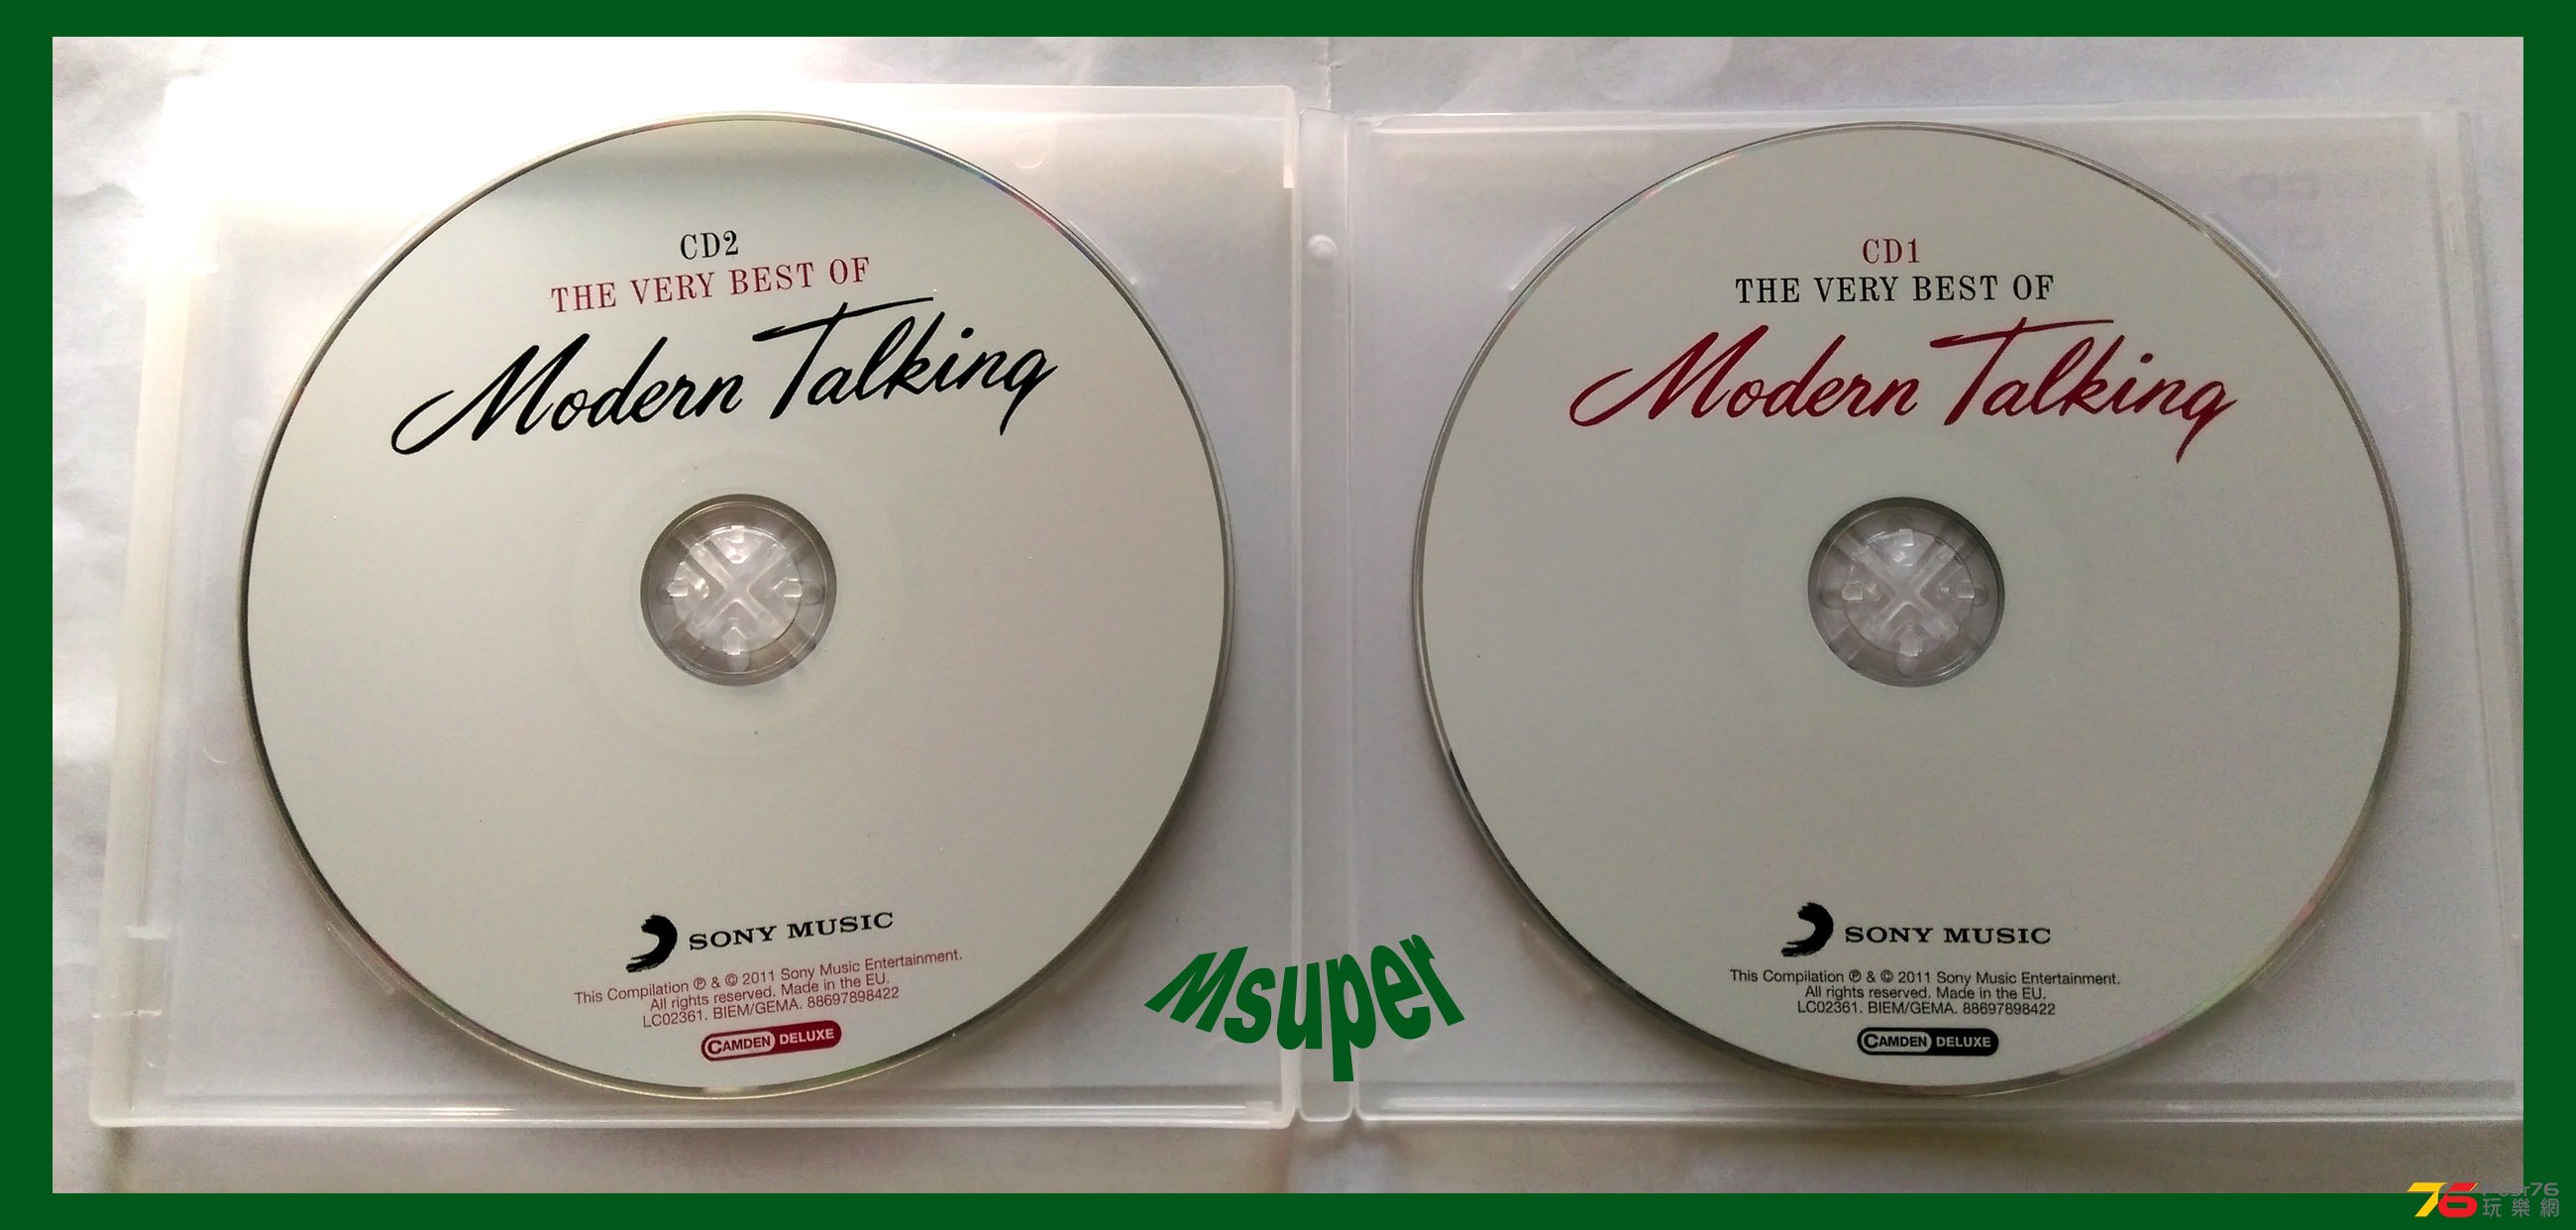 CD2
THE VERY BEST OF
Modern Talking
SONY MUSIC
This Compilation ℗ & © 2011 Sony Music Entertainment.
All rights reserved. Made in the EU.
LC02361. BIEM/GEMA. 88697898422
CAMDEN DELUXE
CD1
THE VERY BEST OF
Modern Talking
SONY MUSIC
This Compilation ℗ & © 2011 Sony Music Entertainment.
All rights reserved. Made in the EU.
LC02361. BIEM/GEMA. 88697898422
CAMDEN DELUXE
Msuper
76
Post76
玩樂網